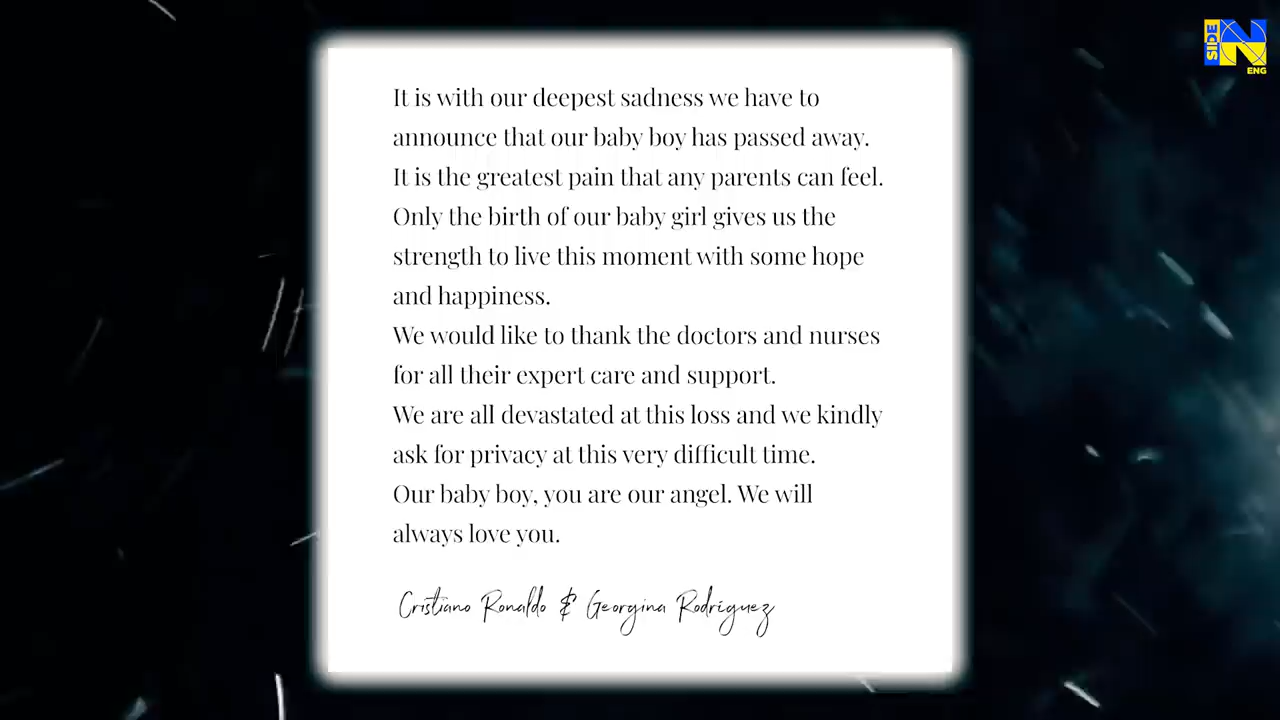 It is with our deepest sadness we have to
announce that our baby boy has passed away.
It is the greatest pain that any parents can feel.
Only the birth of our baby girl gives us the
strength to live this moment with some hope
and happiness.
We would like to thank the doctors and nurses
for all their expert care and support.
We are all devastated at this loss and we kindly
ask for privacy at this very difficult time.
Our baby boy, you are our angel. We will
always love you.
Cristiano Ronaldo & Georgina Rodríguez
SIDE N
ENG